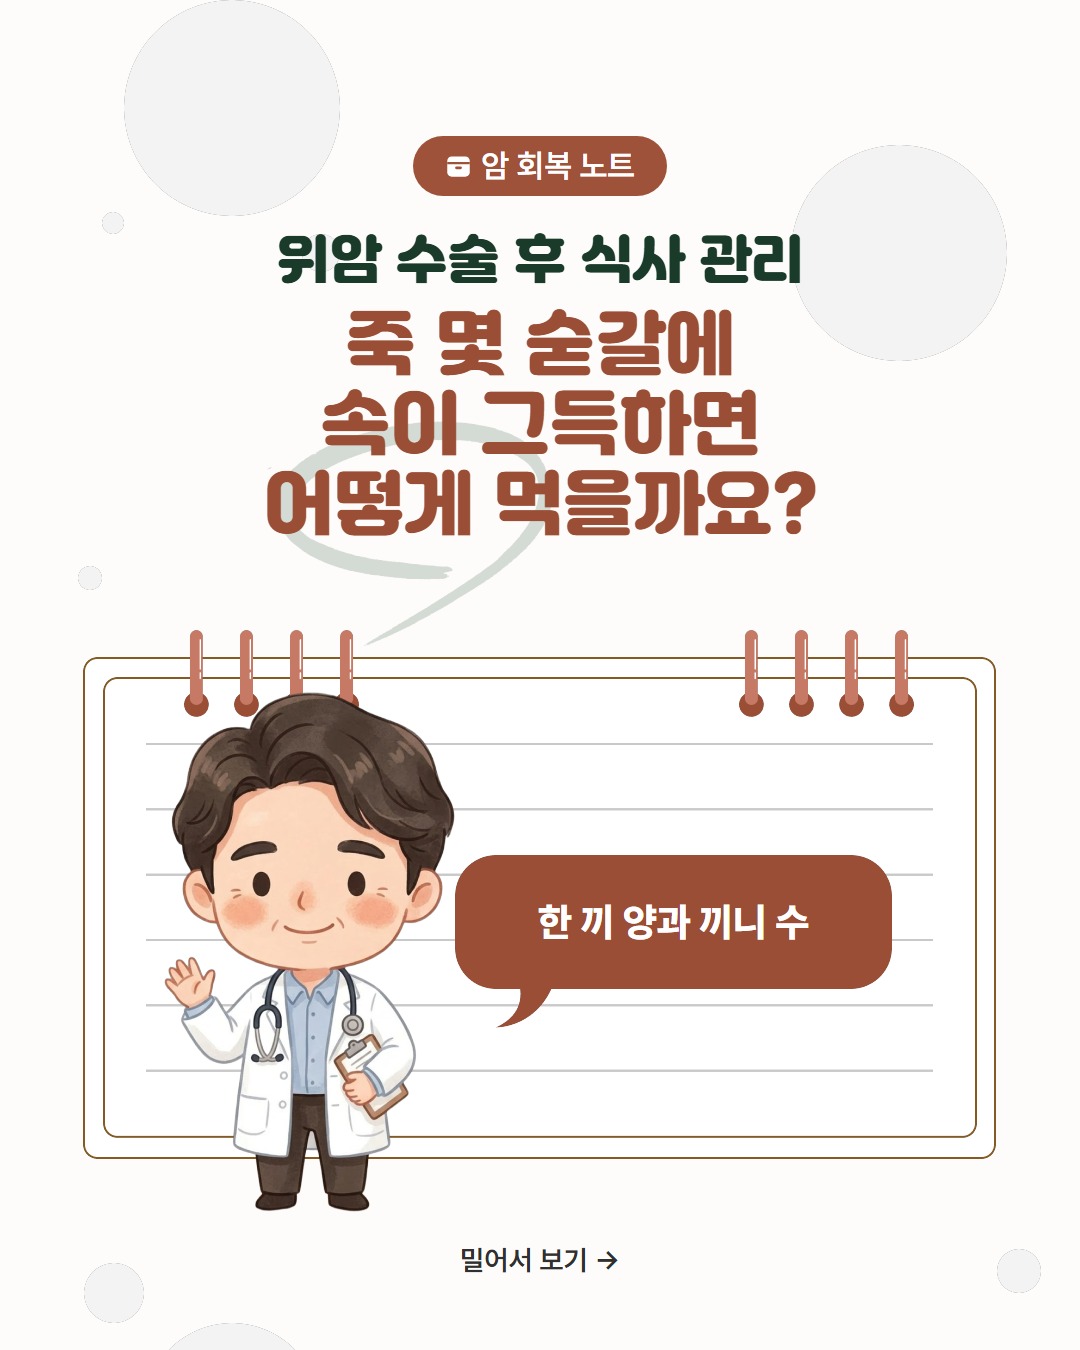 암 회복 노트
위암 수술 후 식사 관리
죽 몇 숟갈에
속이 그득하면
어떻게 먹을까요?
한 끼 양과 끼니 수
밀어서 보기 →